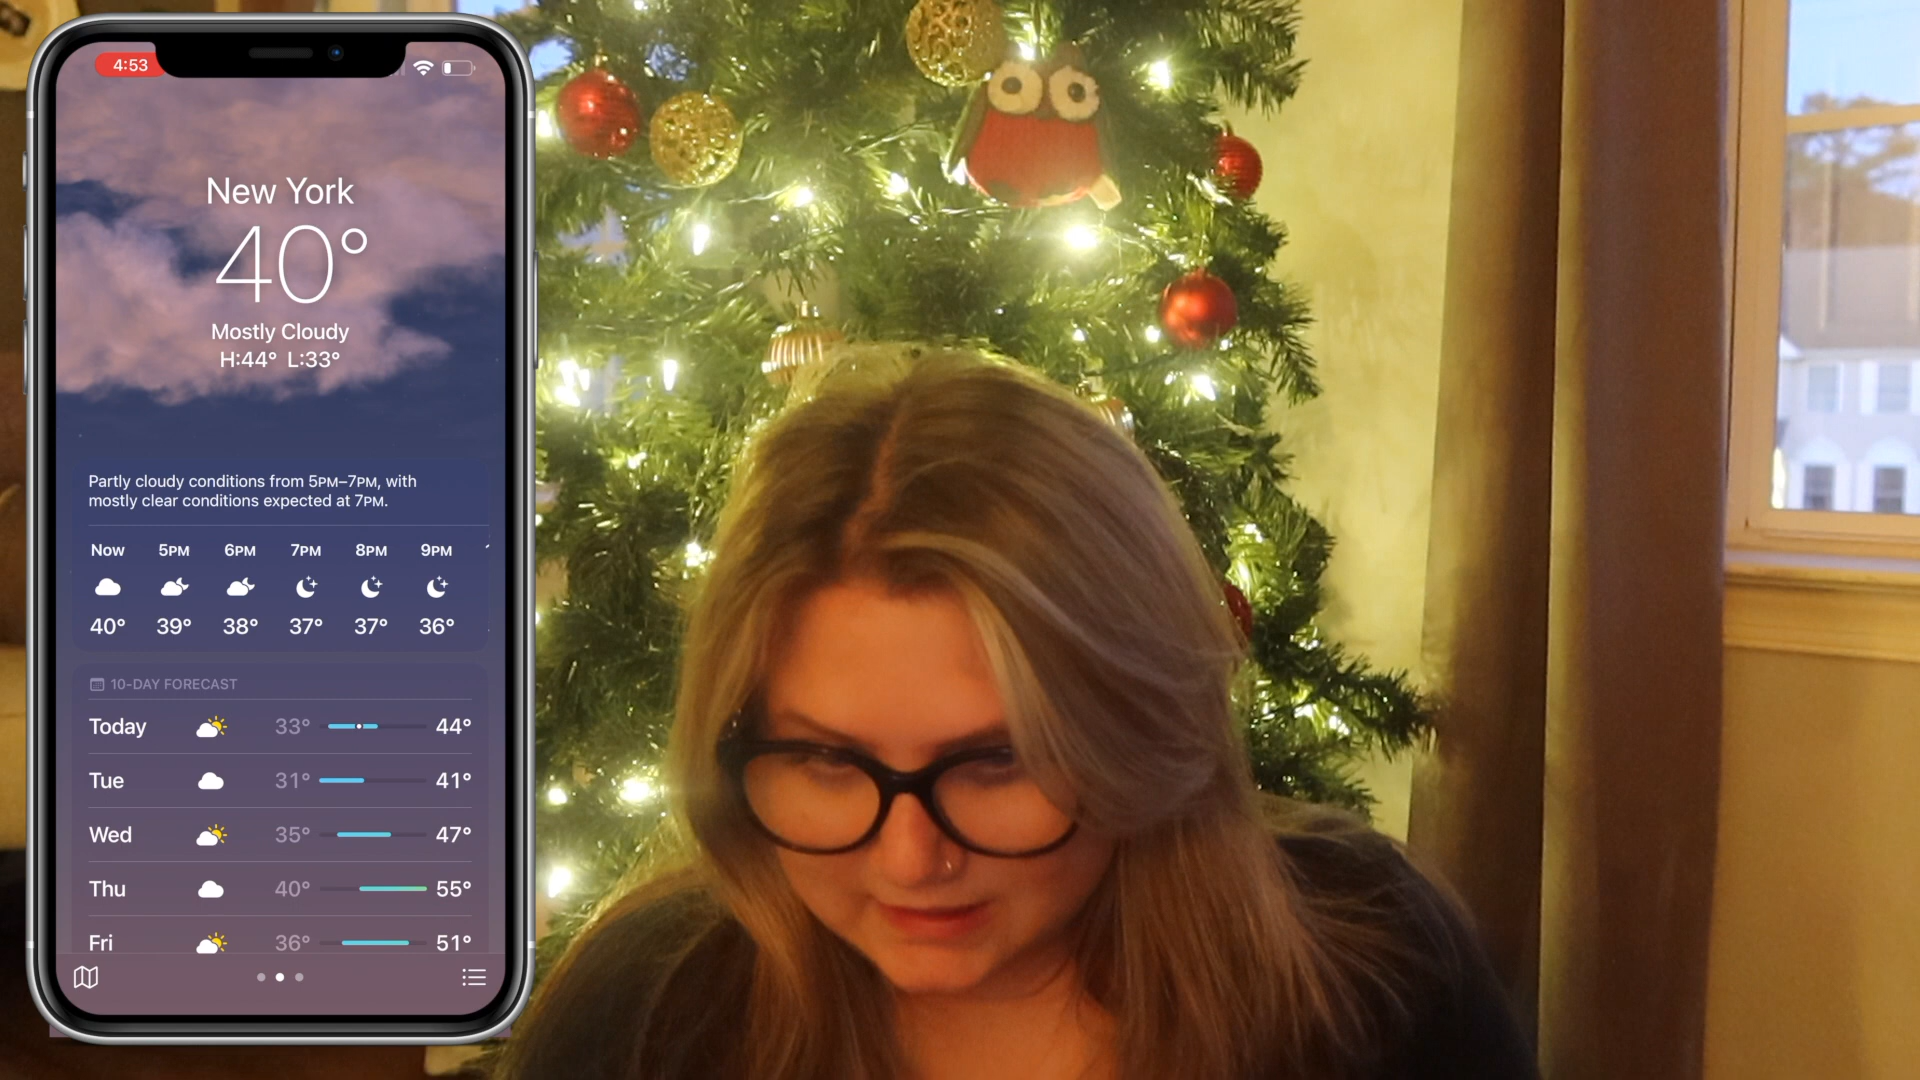 4:53
New York
40°
Mostly Cloudy
H:44° L:33°
Partly cloudy conditions from 5PM–7PM, with
mostly clear conditions expected at 7PM.
Now 5PM 6PM 7PM 8PM 9PM
40° 39° 38° 37° 37° 36°
10-DAY FORECAST
Today 33° 44°
Tue 31° 41°
Wed 35° 47°
Thu 40° 55°
Fri 36° 51°